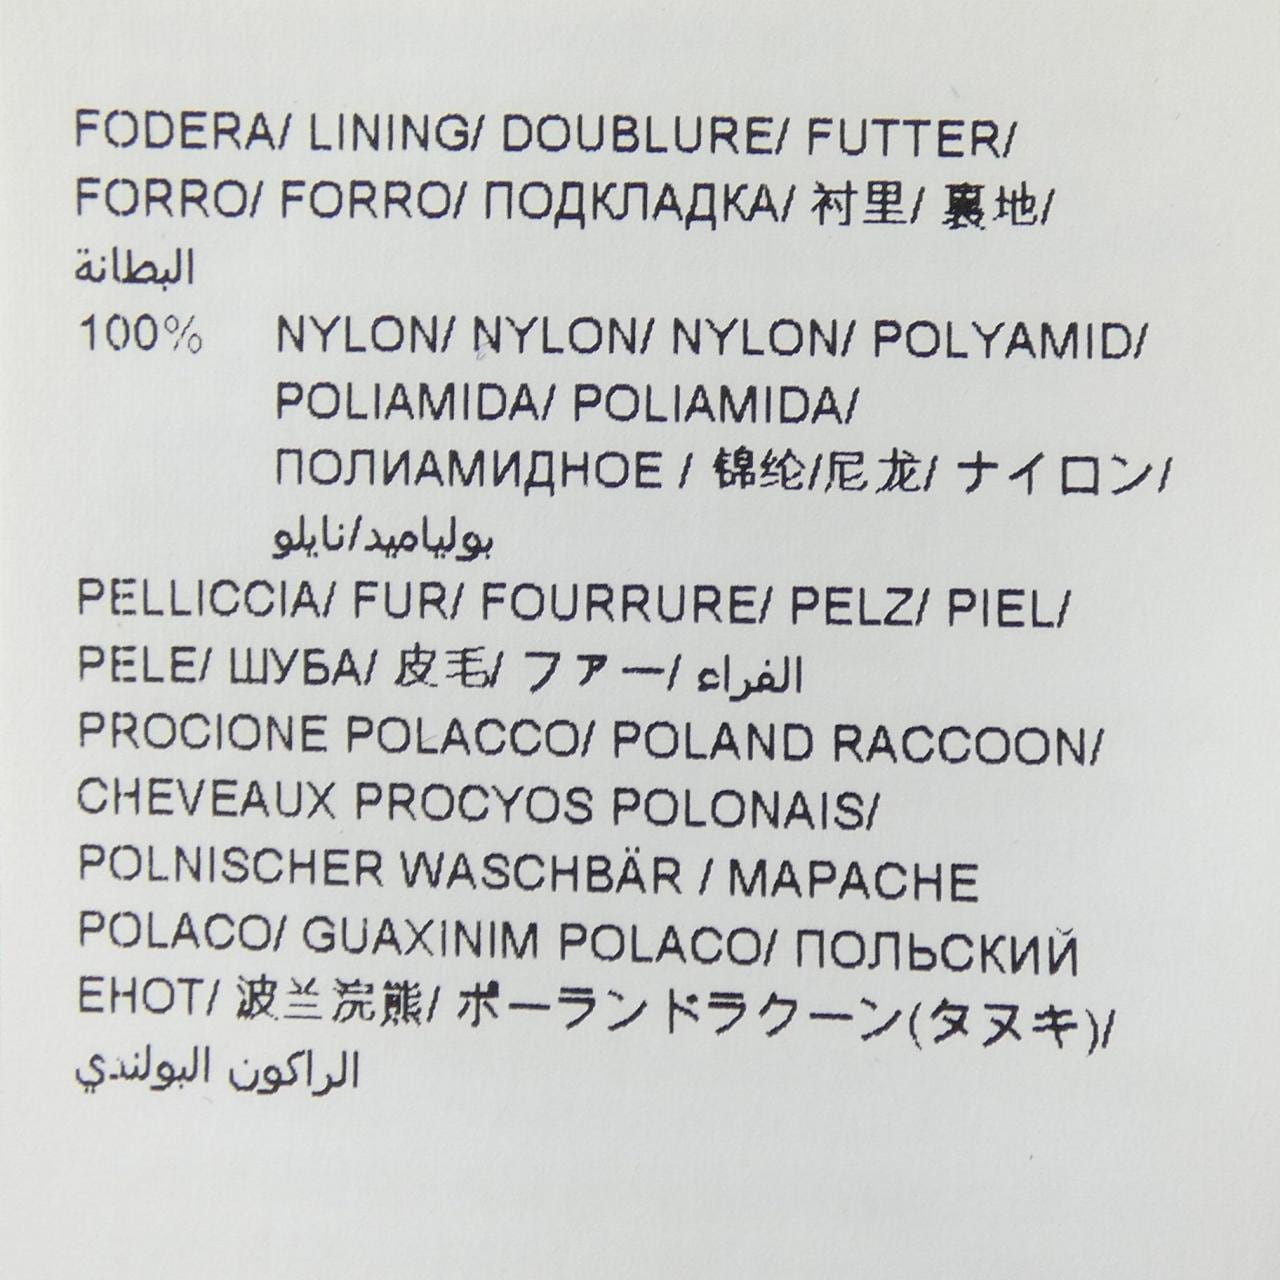 FODERA/ LINING/ DOUBLURE/ FUTTER/
FORRO/ FORRO/ ПОДКЛАДКА/ 衬里/ 裏地/
البطانة
100% NYLON/ NYLON/ NYLON/ POLYAMID/
POLIAMIDA/ POLIAMIDA/
ПОЛИАМИДНОЕ / 锦纶/尼龙/ ナイロン/
بولياميد/نايلو
PELLICCIA/ FUR/ FOURRURE/ PELZ/ PIEL/
PELE/ ШУБА/ 皮毛/ ファー/ الفراء
PROCIONE POLACCO/ POLAND RACCOON/
CHEVEAUX PROCYOS POLONAIS/
POLNISCHER WASCHBÄR / MAPACHE
POLACO/ GUAXINIM POLACO/ ПОЛЬСКИЙ
ЕНОТ/ 波兰浣熊/ ポーランドラクーン(タヌキ)/
الراكون البولندي